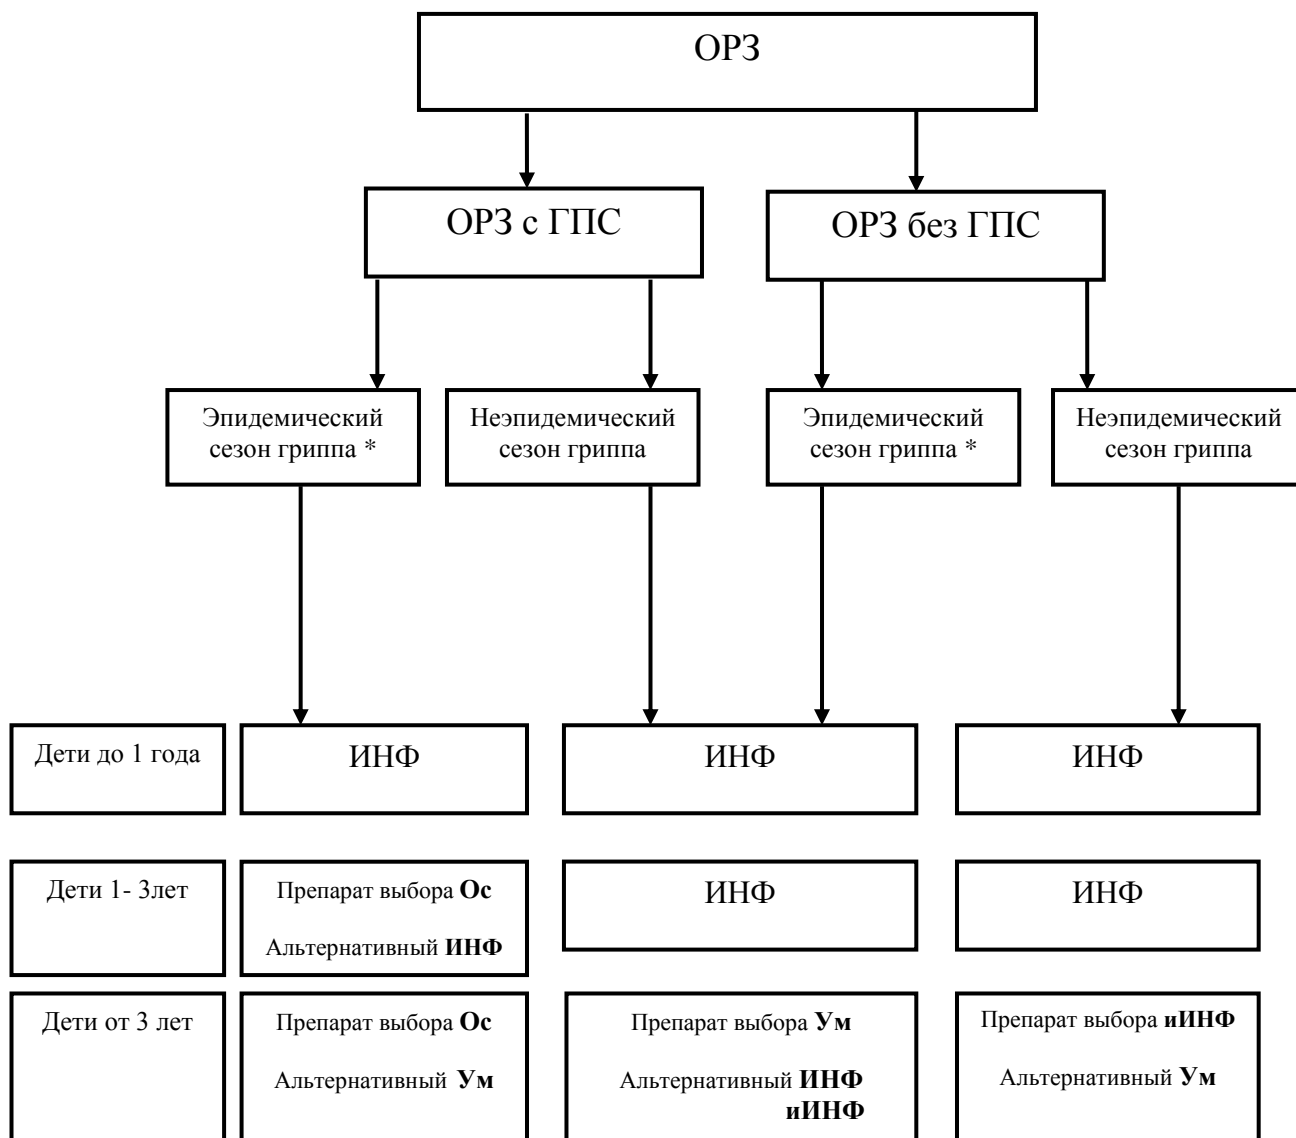 ОРЗ
ОРЗ с ГПС
ОРЗ без ГПС
Эпидемический
сезон гриппа *
Неэпидемический
сезон гриппа
Эпидемический
сезон гриппа *
Неэпидемический
сезон гриппа
Дети до 1 года
ИНФ
ИНФ
ИНФ
Дети 1- 3лет
Препарат выбора Ос
Альтернативный ИНФ
ИНФ
ИНФ
Дети от 3 лет
Препарат выбора Ос
Альтернативный Ум
Препарат выбора Ум
Альтернативный ИНФ
иИНФ
Препарат выбора иИНФ
Альтернативный Ум